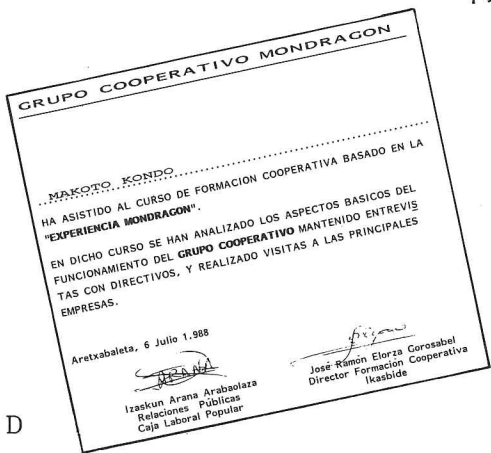 GRUPO COOPERATIVO MONDRAGON
MAKOTO KONDO
HA ASISTIDO AL CURSO DE FORMACION COOPERATIVA BASADO EN LA
"EXPERIENCIA MONDRAGON".
EN DICHO CURSO SE HAN ANALIZADO LOS ASPECTOS BASICOS DEL
FUNCIONAMIENTO DEL GRUPO COOPERATIVO MANTENIDO ENTREVIS
TAS CON DIRECTIVOS, Y REALIZADO VISITAS A LAS PRINCIPALES
EMPRESAS.
Aretxabaleta, 6 Julio 1.988
ARANA
Izaskun Arana Arabaolaza
Relaciones Públicas
Caja Laboral Popular
José Ramón Elorza Gorosabel
Director Formación Cooperativa
Ikasbide
D